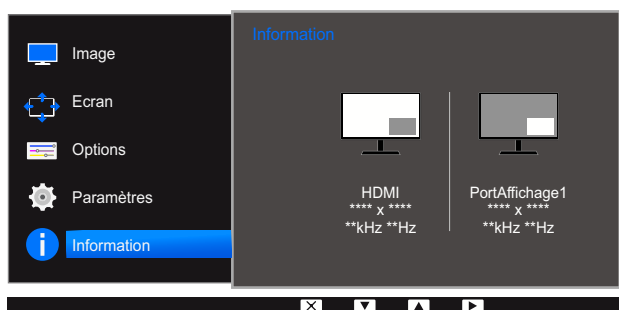 Information
Image
Ecran
Options
Paramètres
Information
HDMI
**** x ****
**kHz **Hz
PortAffichage1
**** x ****
**kHz **Hz